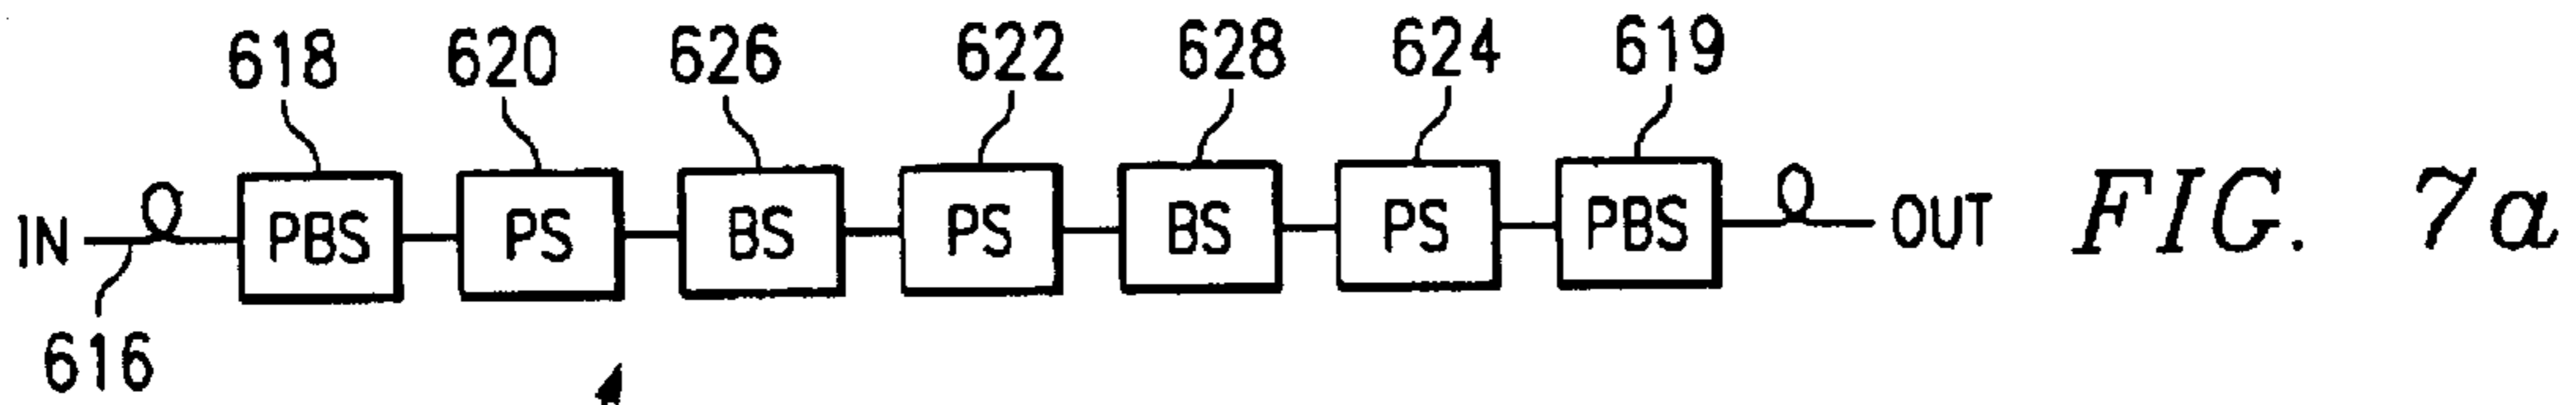 618 620 626 622 628 624 619
IN PBS PS BS PS BS PS PBS OUT FIG. 7a
616